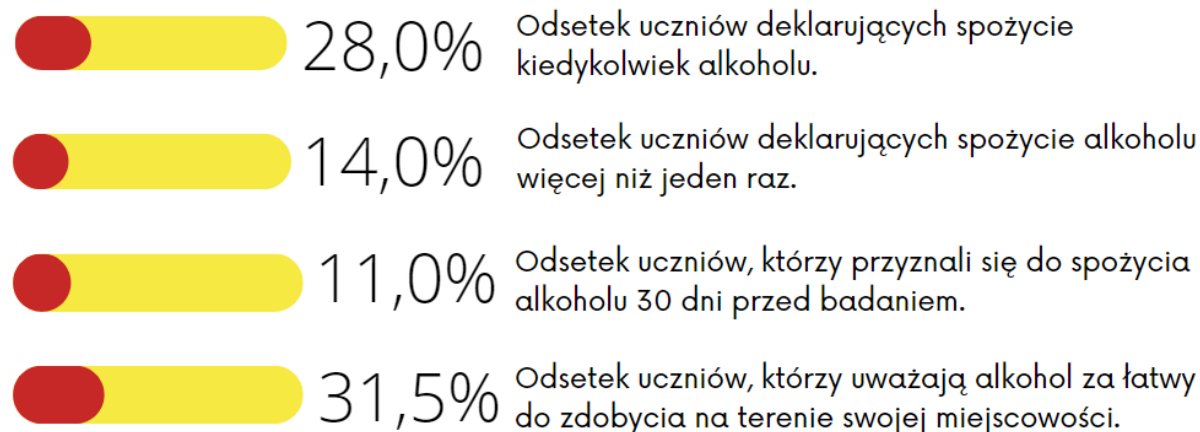 28,0%
Odsetek uczniów deklarujących spożycie
kiedykolwiek alkoholu.
14,0%
Odsetek uczniów deklarujących spożycie alkoholu
więcej niż jeden raz.
11,0%
Odsetek uczniów, którzy przyznali się do spożycia
alkoholu 30 dni przed badaniem.
31,5%
Odsetek uczniów, którzy uważają alkohol za łatwy
do zdobycia na terenie swojej miejscowości.